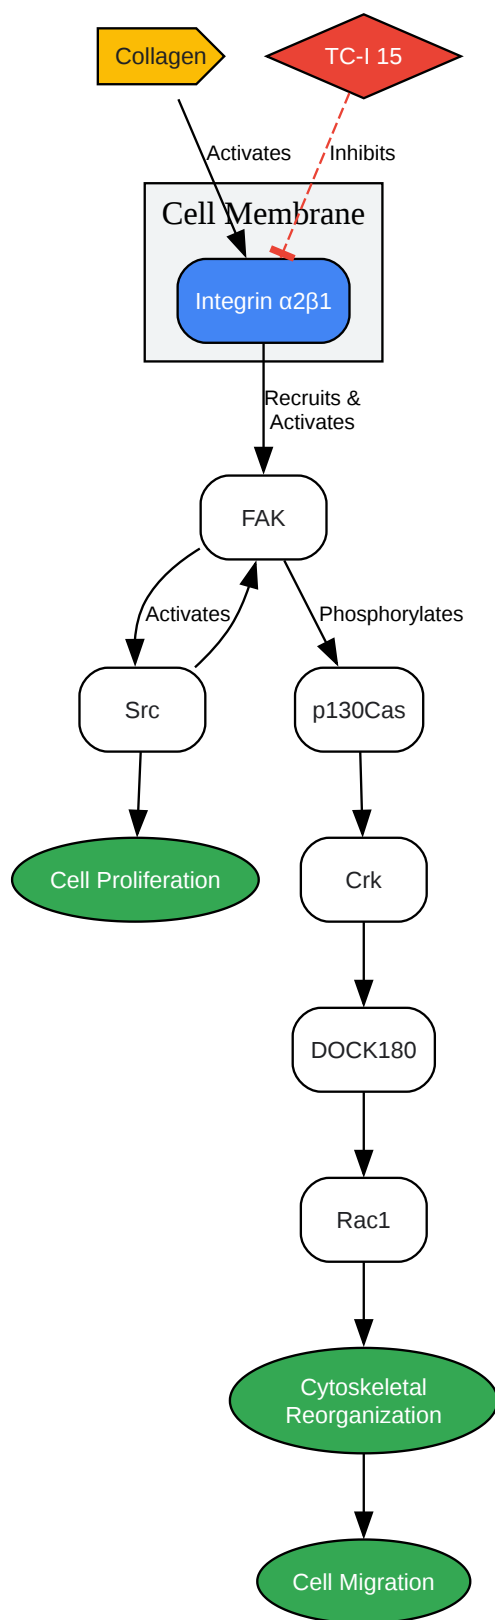 Collagen
TC-I 15
Activates
Inhibits
Cell Membrane
Integrin α2β1
Recruits &
Activates
FAK
Activates
Phosphorylates
Src
p130Cas
Cell Proliferation
Crk
DOCK180
Rac1
Cytoskeletal
Reorganization
Cell Migration